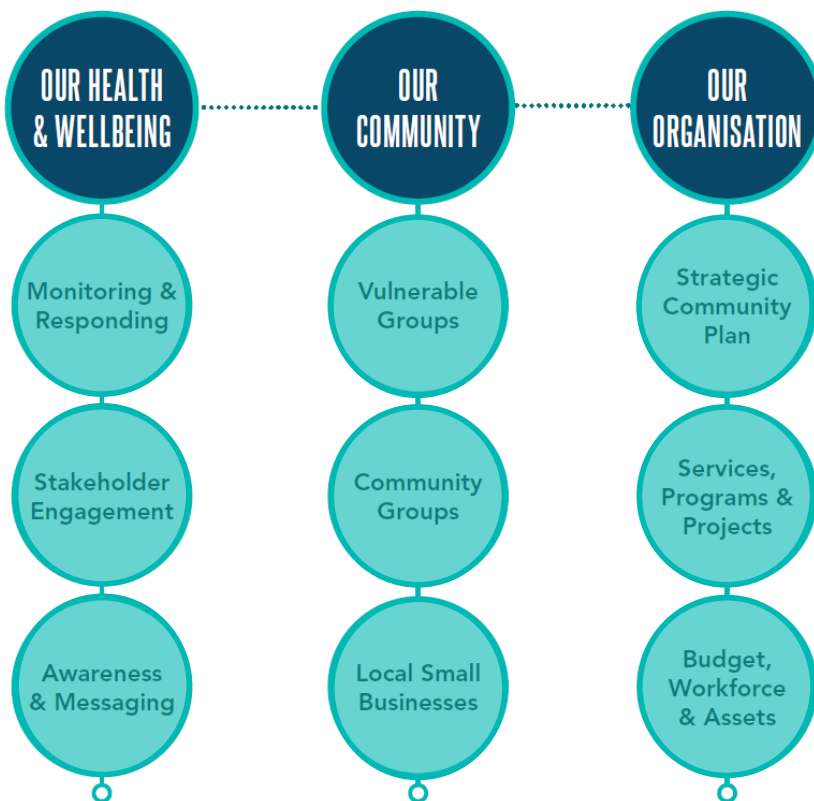 OUR HEALTH
& WELLBEING
OUR
COMMUNITY
OUR
ORGANISATION
Monitoring &
Responding
Vulnerable
Groups
Strategic
Community
Plan
Stakeholder
Engagement
Community
Groups
Services,
Programs &
Projects
Awareness
& Messaging
Local Small
Businesses
Budget,
Workforce
& Assets